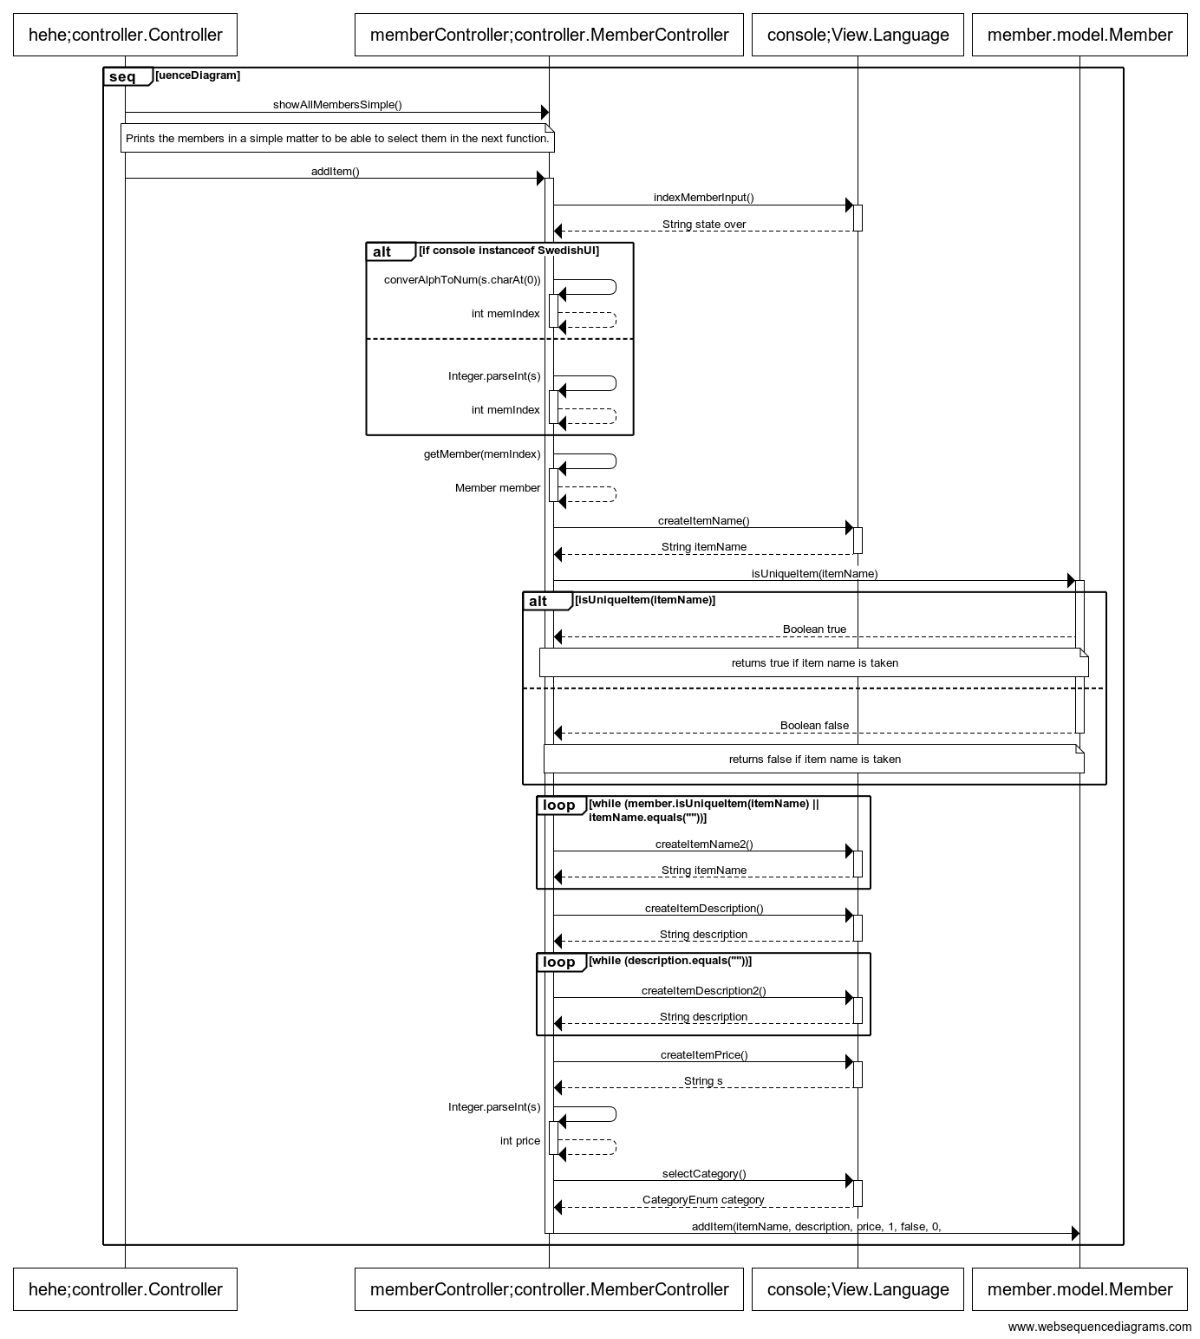 hehe;controller.Controller
memberController;controller.MemberController
console;View.Language
member.model.Member
seq
[uenceDiagram]
showAllMembersSimple()
Prints the members in a simple matter to be able to select them in the next function.
addItem()
indexMemberInput()
String state over
alt
[if console instanceof SwedishUI]
converAlphToNum(s.charAt(0))
int memIndex
Integer.parseInt(s)
int memIndex
getMember(memIndex)
Member member
createItemName()
String itemName
isUniqueItem(itemName)
alt
[isUniqueItem(itemName)]
Boolean true
returns true if item name is taken
Boolean false
returns false if item name is taken
loop
[while (member.isUniqueItem(itemName) ||
itemName.equals(""))]
createItemName2()
String itemName
createItemDescription()
String description
loop
[while (description.equals(""))]
createItemDescription2()
String description
createItemPrice()
String s
Integer.parseInt(s)
int price
selectCategory()
CategoryEnum category
addItem(itemName, description, price, 1, false, 0,
hehe;controller.Controller
memberController;controller.MemberController
console;View.Language
member.model.Member
www.websequencediagrams.com